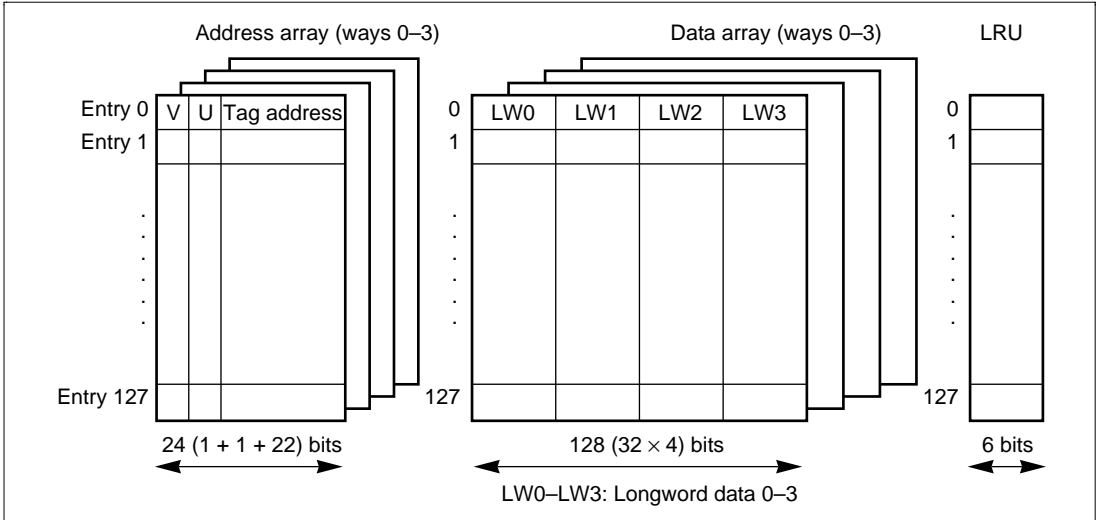 Address array (ways 0–3) Data array (ways 0–3) LRU
Entry 0 V U Tag address 0 LW0 LW1 LW2 LW3 0
Entry 1 1 1
. . .
. . .
. . .
. . .
. . .
. . .
Entry 127 127 127
24 (1 + 1 + 22) bits 128 (32 × 4) bits 6 bits
LW0–LW3: Longword data 0–3